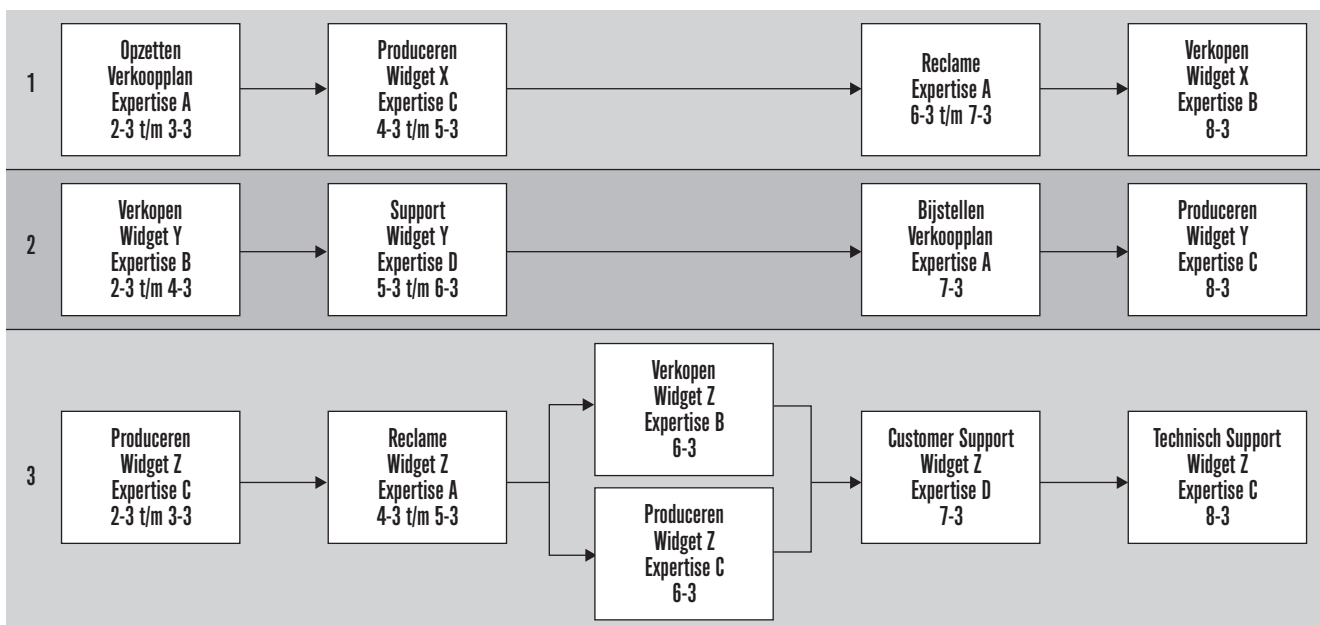 1
Opzetten
Verkoopplan
Expertise A
2-3 t/m 3-3
Produceren
Widget X
Expertise C
4-3 t/m 5-3
Reclame
Expertise A
6-3 t/m 7-3
Verkopen
Widget X
Expertise B
8-3
2
Verkopen
Widget Y
Expertise B
2-3 t/m 4-3
Support
Widget Y
Expertise D
5-3 t/m 6-3
Bijstellen
Verkoopplan
Expertise A
7-3
Produceren
Widget Y
Expertise C
8-3
3
Produceren
Widget Z
Expertise C
2-3 t/m 3-3
Reclame
Widget Z
Expertise A
4-3 t/m 5-3
Verkopen
Widget Z
Expertise B
6-3
Produceren
Widget Z
Expertise C
6-3
Customer Support
Widget Z
Expertise D
7-3
Technisch Support
Widget Z
Expertise C
8-3